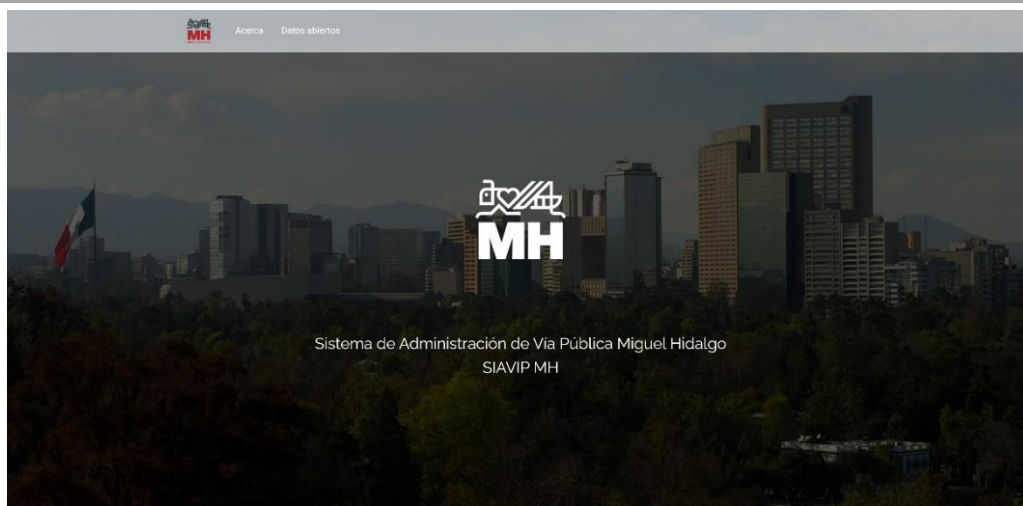 MH
Acerca
Datos abiertos
MH
Sistema de Administración de Vía Pública Miguel Hidalgo
SIAVIP MH